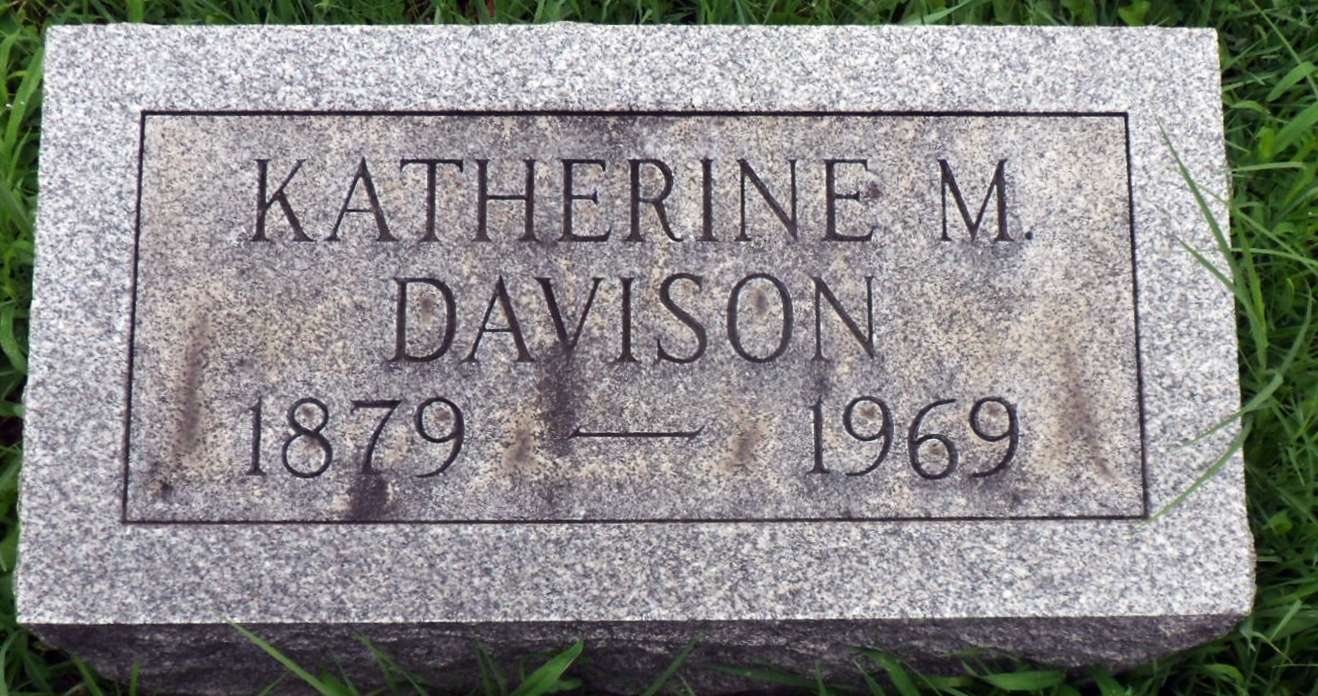 KATHERINE M.
DAVISON
1879 — 1969